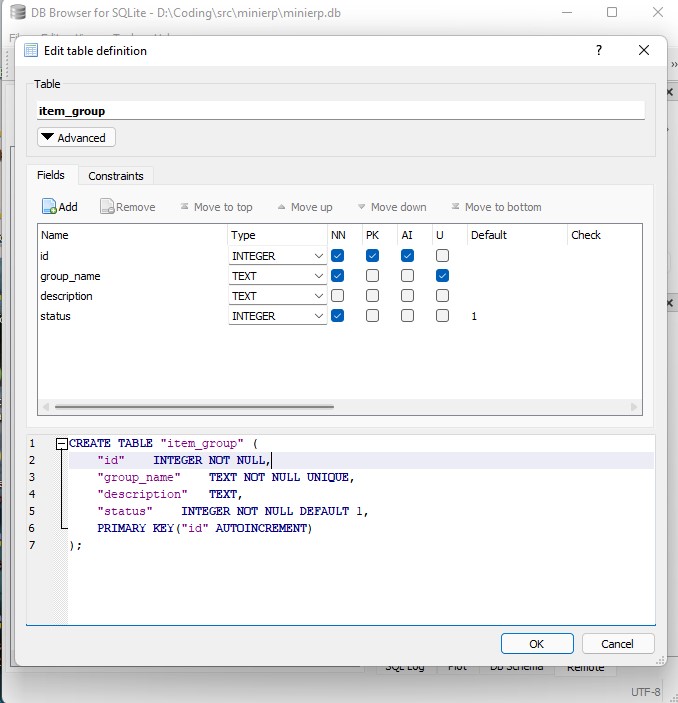 DB Browser for SQLite - D:\Coding\src\minierp\minierp.db
Edit table definition
?
Table
item_group
Advanced
Fields Constraints
Add Remove Move to top Move up Move down Move to bottom
Name Type NN PK AI U Default Check
id INTEGER
group_name TEXT
description TEXT
status INTEGER 1
1 CREATE TABLE "item_group" (
2 "id" INTEGER NOT NULL,
3 "group_name" TEXT NOT NULL UNIQUE,
4 "description" TEXT,
5 "status" INTEGER NOT NULL DEFAULT 1,
6 PRIMARY KEY("id" AUTOINCREMENT)
7 );
OK Cancel
SQL Log Plot DB Schema Remote
UTF-8